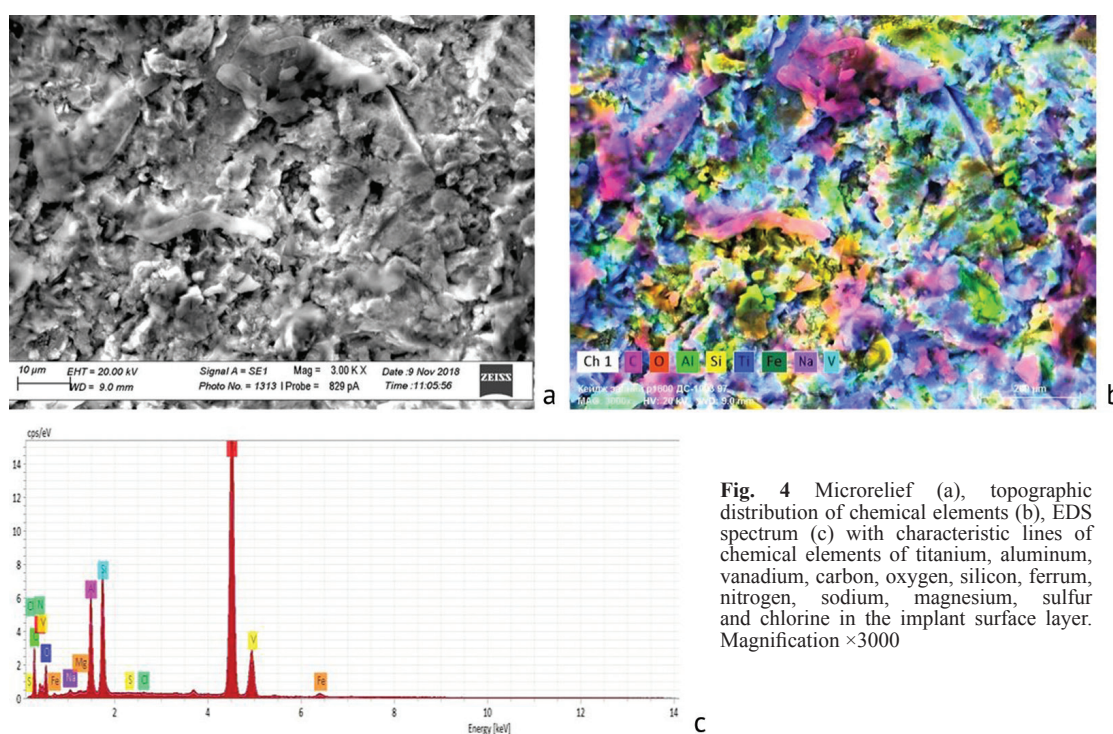 10 µm
EHT = 20.00 kV
WD = 9.0 mm
Signal A = SE1
Photo No. = 1313
Mag = 3.00 K X
I Probe = 829 pA
Date :9 Nov 2018
Time :11:05:56
ZEISS
a
Ch 1 C O Al Si Ti Fe Na V
HV: 20 kV
b
cps/eV
14
12
10
8
6
4
2
0
Si
Al
V
Fe
Mg
Na
S
Cl
N
O
V
S
Fe
2 4 6 8 10 12 14
Energy [keV]
c
Fig. 4 Microrelief (a), topographic
distribution of chemical elements (b), EDS
spectrum (c) with characteristic lines of
chemical elements of titanium, aluminum,
vanadium, carbon, oxygen, silicon, ferrum,
nitrogen, sodium, magnesium, sulfur
and chlorine in the implant surface layer.
Magnification ×3000